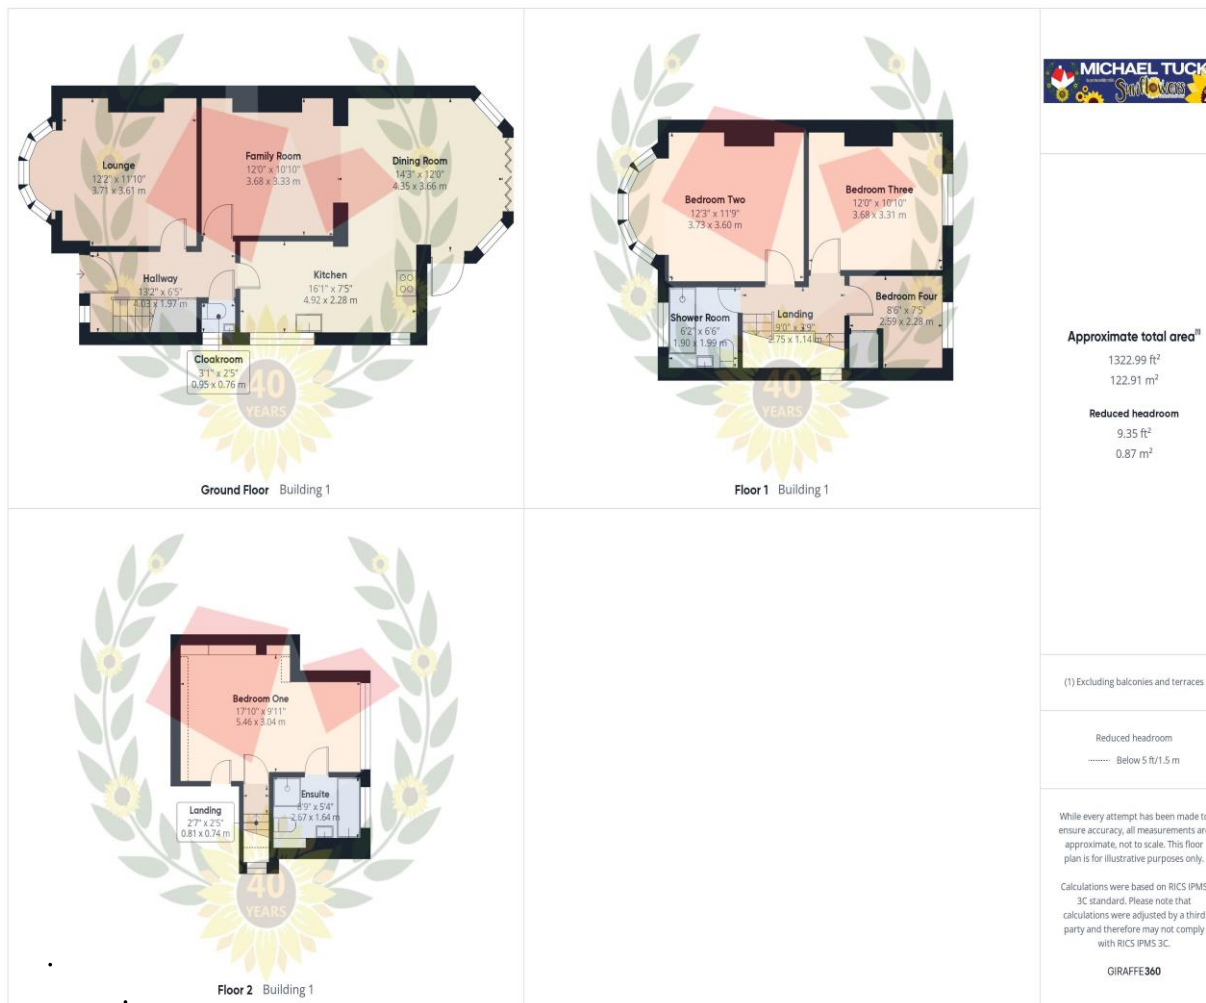 Lounge
12'2" x 11'10"
3.71 x 3.61 m
Family Room
12'0" x 10'10"
3.68 x 3.33 m
Dining Room
14'3" x 12'0"
4.35 x 3.66 m
Hallway
13'2" x 6'5"
4.03 x 1.97 m
Kitchen
16'1" x 7'5"
4.92 x 2.28 m
Cloakroom
3'1" x 2'5"
0.95 x 0.76 m
40
YEARS
Ground Floor Building 1
Bedroom Two
12'3" x 11'9"
3.73 x 3.60 m
Bedroom Three
12'0" x 10'10"
3.68 x 3.31 m
Bedroom Four
8'6" x 7'5"
2.59 x 2.28 m
Shower Room
6'2" x 6'6"
1.90 x 1.99 m
Landing
9'0" x 3'9"
2.75 x 1.14 m
40
YEARS
Floor 1 Building 1
Bedroom One
17'10" x 9'11"
5.46 x 3.04 m
Landing
2'7" x 2'5"
0.81 x 0.74 m
Ensuite
8'9" x 5'4"
2.67 x 1.64 m
40
YEARS
Floor 2 Building 1
MICHAEL TUCK
Sunflowers
Approximate total area(1)
1322.99 ft²
122.91 m²
Reduced headroom
9.35 ft²
0.87 m²
(1) Excluding balconies and terraces
Reduced headroom
Below 5 ft/1.5 m
While every attempt has been made to
ensure accuracy, all measurements are
approximate, not to scale. This floor
plan is for illustrative purposes only.
Calculations were based on RICS IPMS
3C standard. Please note that
calculations were adjusted by a third
party and therefore may not comply
with RICS IPMS 3C.
GIRAFFE360